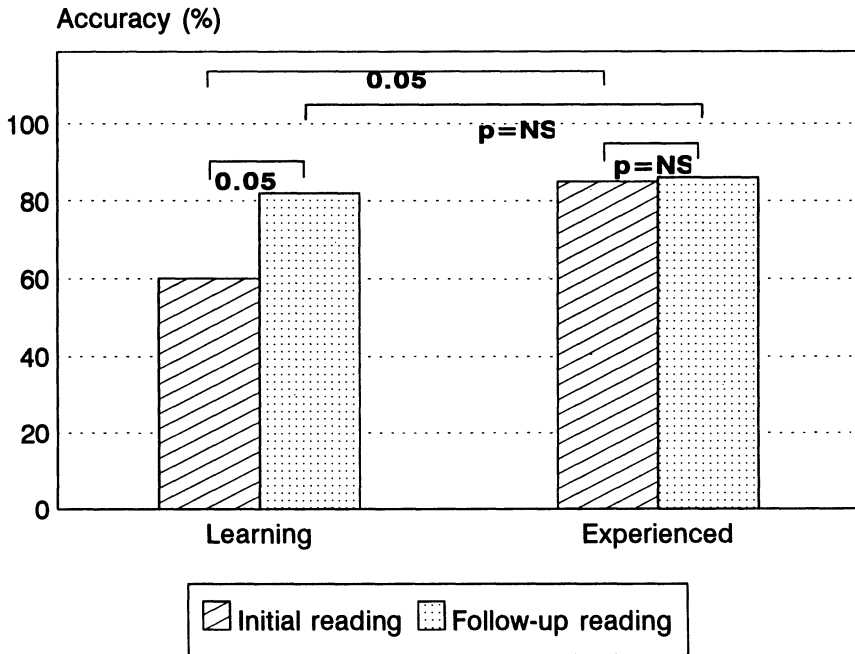 Accuracy (%)
0.05
100
p=NS
p=NS
0.05
80
60
40
20
0
Learning Experienced
Initial reading Follow-up reading